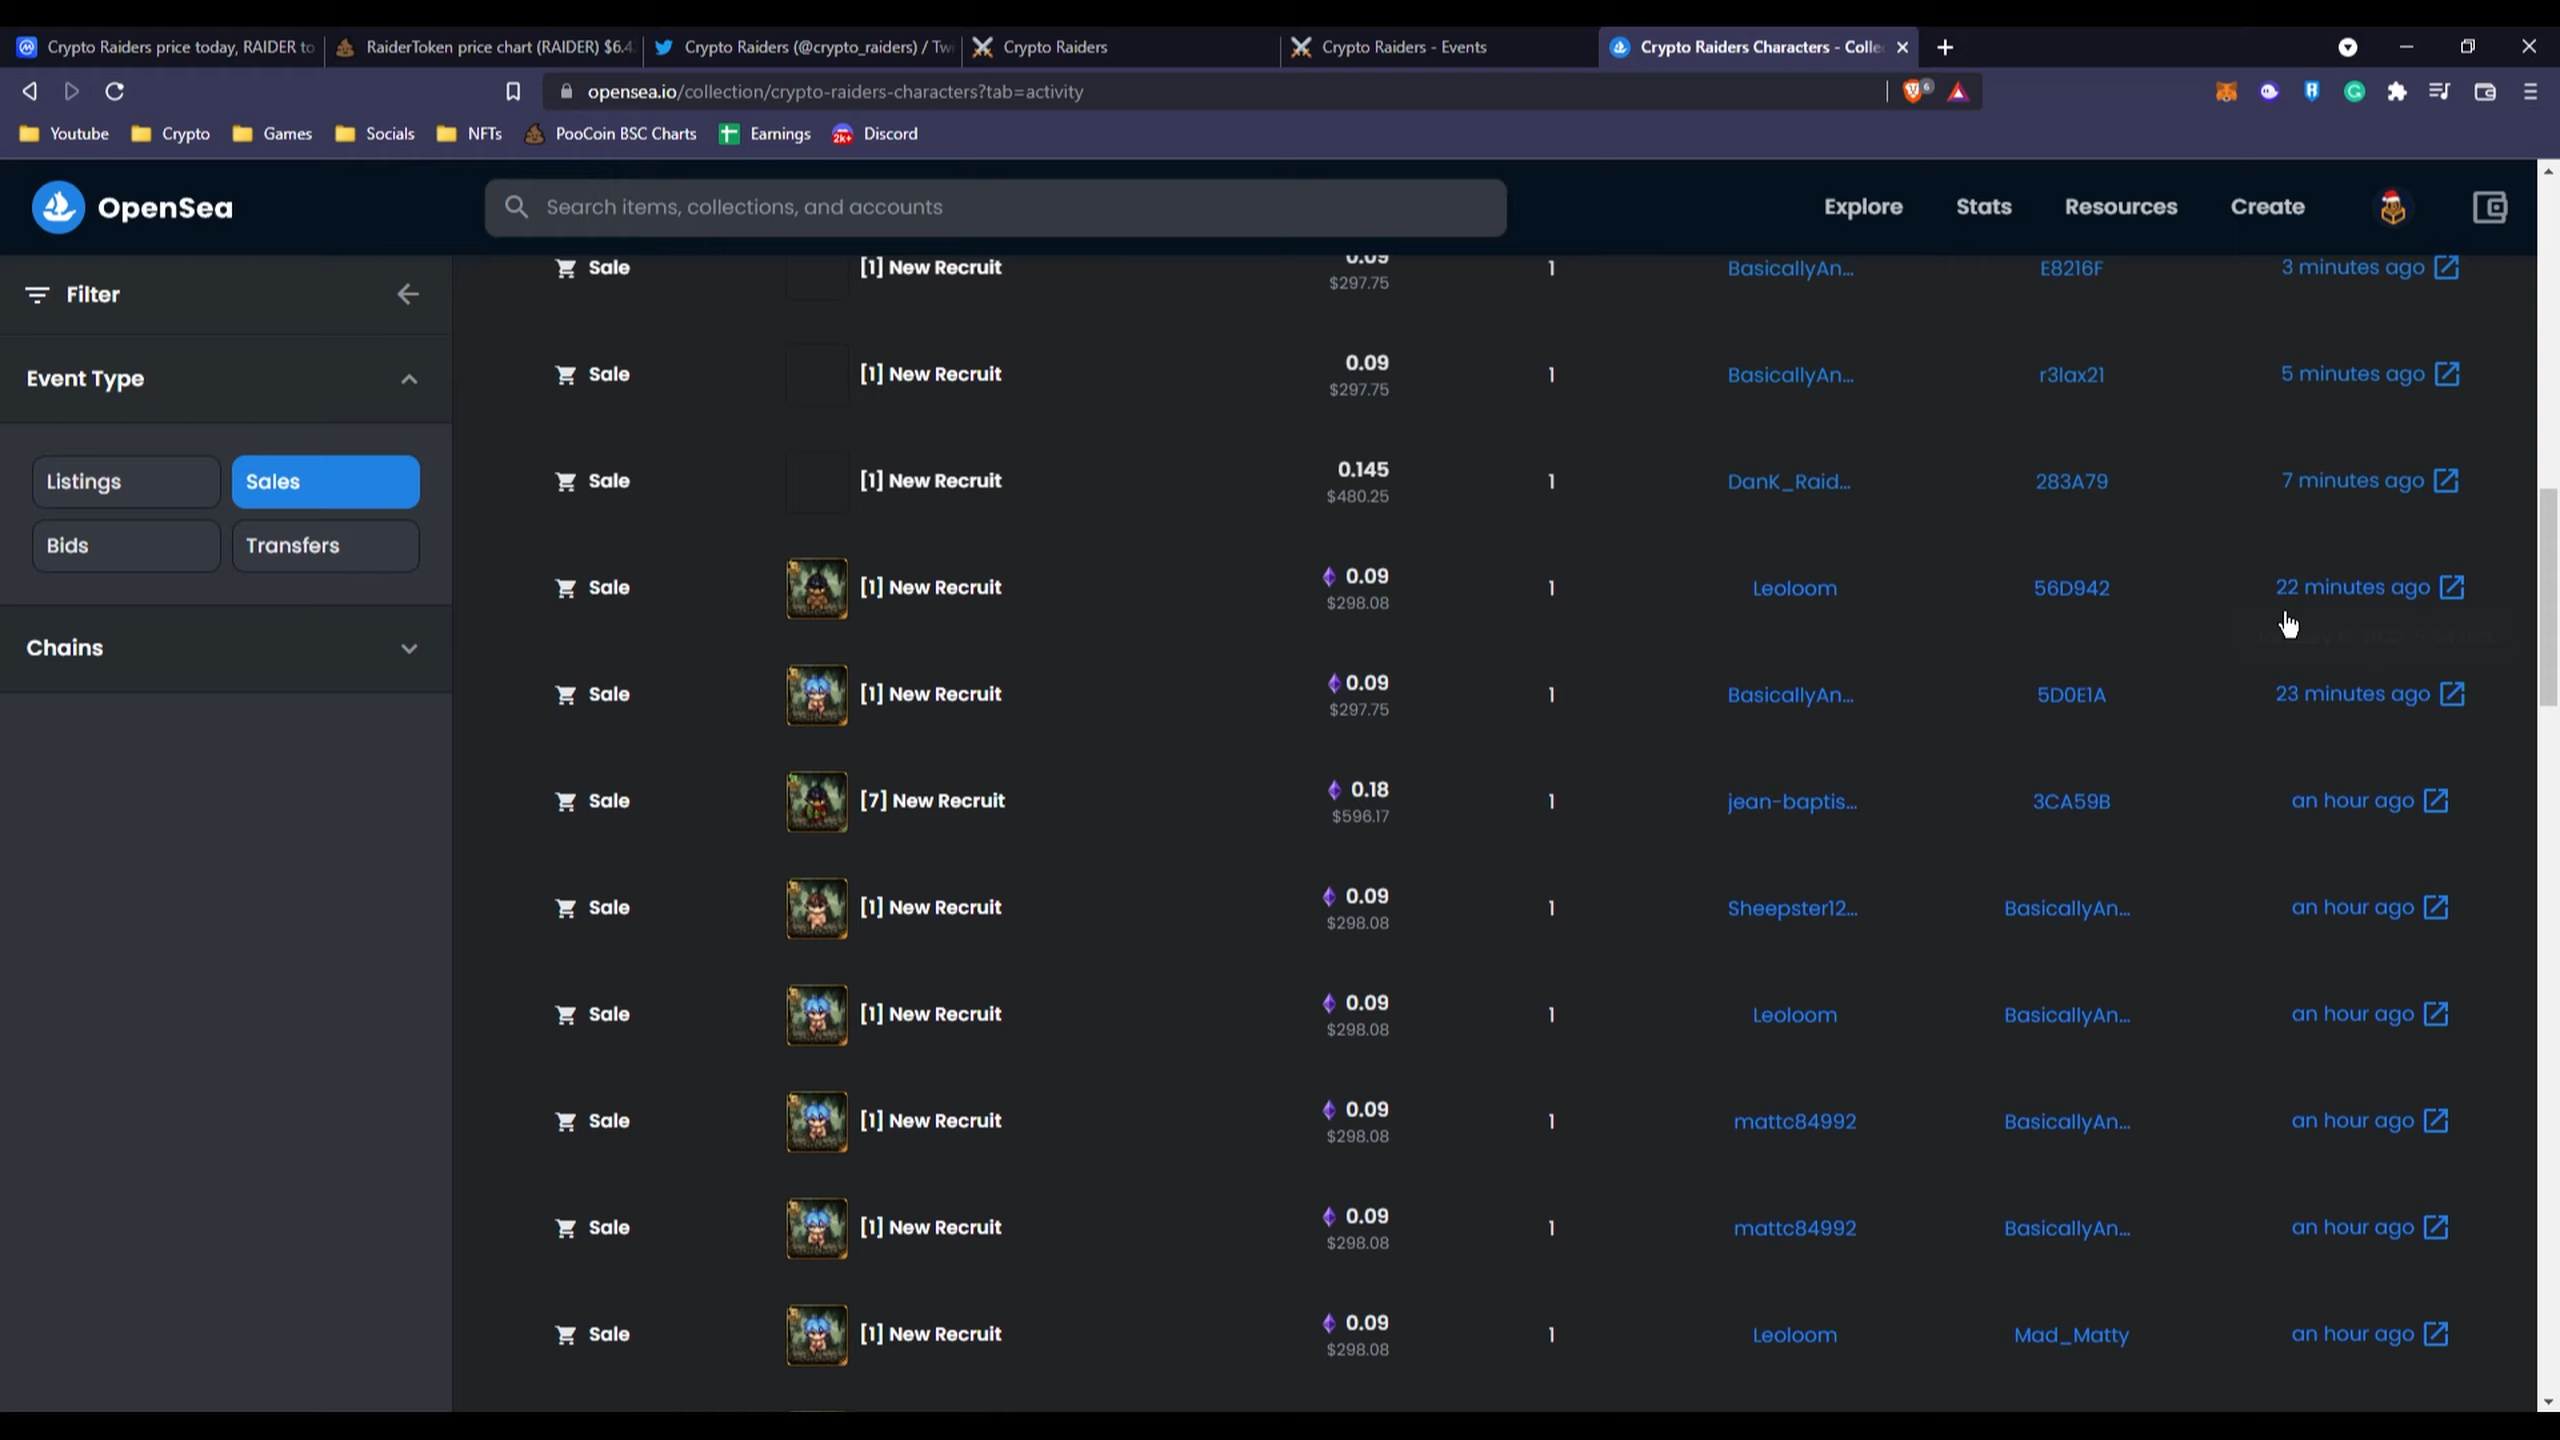 Crypto Raiders price today, RAIDER to
RaiderToken price chart (RAIDER) $6.4
Crypto Raiders (@crypto_raiders) / Tw
Crypto Raiders
Crypto Raiders - Events
Crypto Raiders Characters - Colle
opensea.io/collection/crypto-raiders-characters?tab=activity
6
Youtube Crypto Games Socials NFTs PooCoin BSC Charts Earnings 2k+ Discord
OpenSea
Search items, collections, and accounts
Explore Stats Resources Create
Filter
Event Type
Listings Sales
Bids Transfers
Chains
Sale [1] New Recruit 0.09 1 BasicallyAn... E8216F 3 minutes ago
$297.75
Sale [1] New Recruit 0.09 1 BasicallyAn... r3lax21 5 minutes ago
$297.75
Sale [1] New Recruit 0.145 1 DanK_Raid... 283A79 7 minutes ago
$480.25
Sale [1] New Recruit 0.09 1 Leoloom 56D942 22 minutes ago
$298.08
Sale [1] New Recruit 0.09 1 BasicallyAn... 5D0E1A 23 minutes ago
$297.75
Sale [7] New Recruit 0.18 1 jean-baptis... 3CA59B an hour ago
$596.17
Sale [1] New Recruit 0.09 1 Sheepster12... BasicallyAn... an hour ago
$298.08
Sale [1] New Recruit 0.09 1 Leoloom BasicallyAn... an hour ago
$298.08
Sale [1] New Recruit 0.09 1 mattc84992 BasicallyAn... an hour ago
$298.08
Sale [1] New Recruit 0.09 1 mattc84992 BasicallyAn... an hour ago
$298.08
Sale [1] New Recruit 0.09 1 Leoloom Mad_Matty an hour ago
$298.08